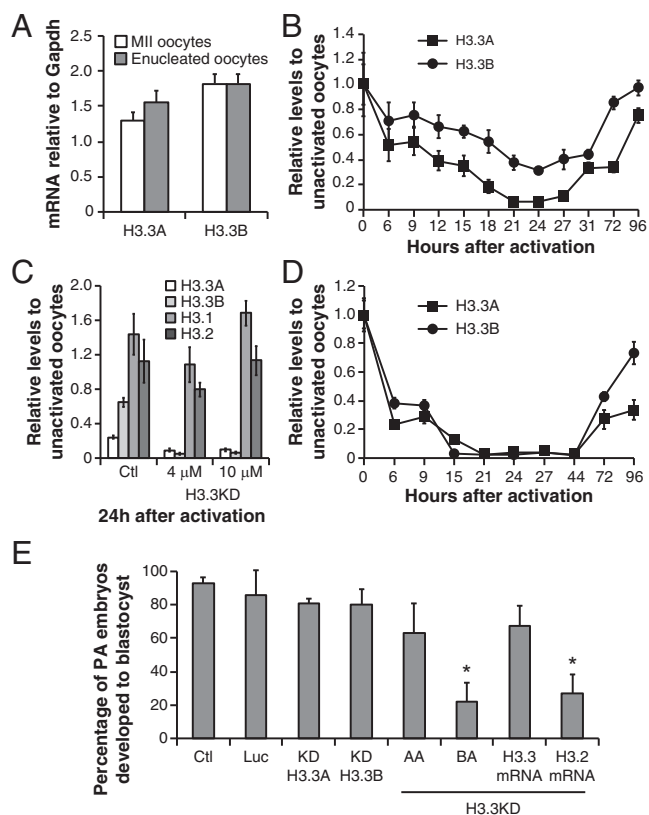 A
mRNA relative to Gapdh
2.5
2
1.5
1
0.5
0
MII oocytes
Enucleated oocytes
H3.3A H3.3B
B
Relative levels to
unactivated oocytes
1.4
1.2
1.0
0.8
0.6
0.4
0.2
0
H3.3A
H3.3B
0 6 9 12 15 18 21 24 27 31 72 96
Hours after activation
C
Relative levels to
unactivated oocytes
2.0
1.6
1.2
0.8
0.4
0
H3.3A
H3.3B
H3.1
H3.2
Ctl 4 μM 10 μM
H3.3KD
24h after activation
D
Relative levels to
unactivated oocytes
1.2
1.0
0.8
0.6
0.4
0.2
0
H3.3A
H3.3B
0 6 9 15 21 24 27 44 72 96
Hours after activation
E
Percentage of PA embryos
developed to blastocyst
100
80
60
40
20
0
* *
Ctl Luc KD KD AA BA H3.3 H3.2
H3.3A H3.3B mRNA mRNA
H3.3KD